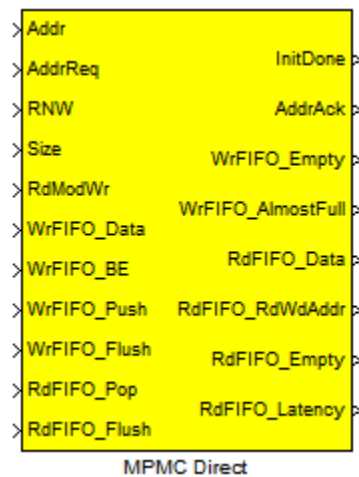 Addr
AddrReq
RNW
Size
RdModWr
WrFIFO_Data
WrFIFO_BE
WrFIFO_Push
WrFIFO_Flush
RdFIFO_Pop
RdFIFO_Flush
InitDone
AddrAck
WrFIFO_Empty
WrFIFO_AlmostFull
RdFIFO_Data
RdFIFO_RdWdAddr
RdFIFO_Empty
RdFIFO_Latency
MPMC Direct